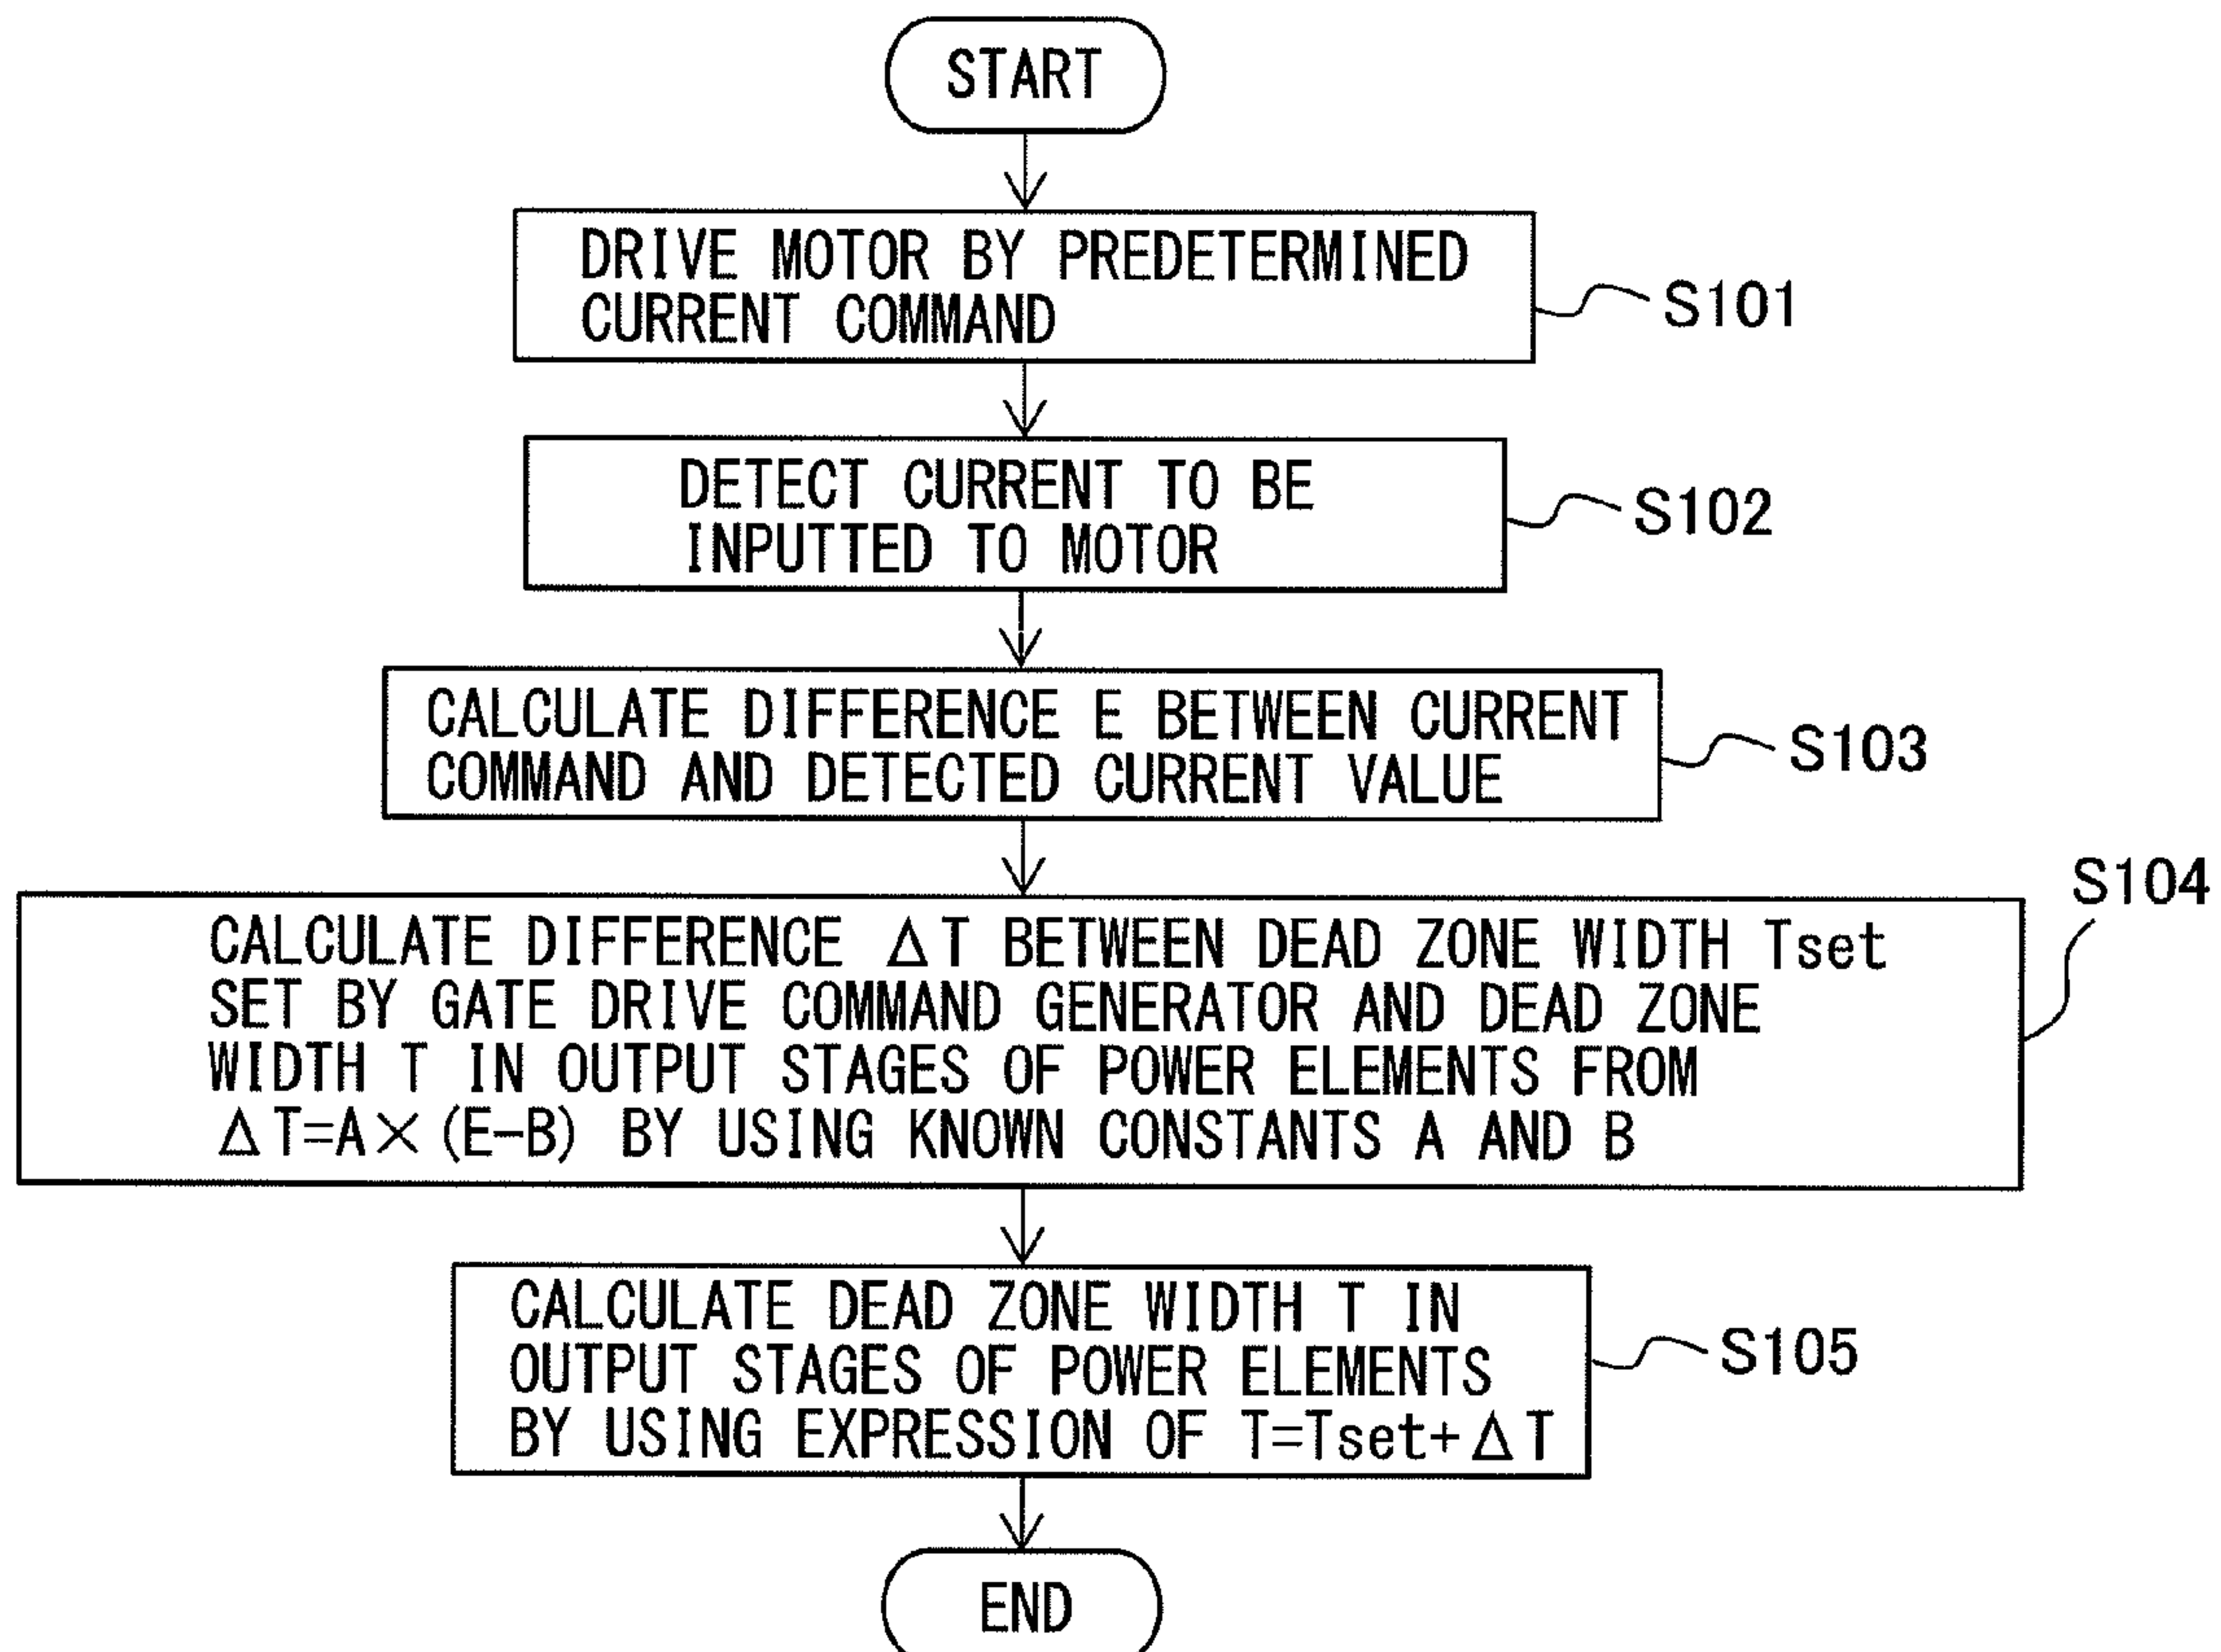 START
DRIVE MOTOR BY PREDETERMINED
CURRENT COMMAND
S101
DETECT CURRENT TO BE
INPUTTED TO MOTOR
S102
CALCULATE DIFFERENCE E BETWEEN CURRENT
COMMAND AND DETECTED CURRENT VALUE
S103
S104
CALCULATE DIFFERENCE ΔT BETWEEN DEAD ZONE WIDTH Tset
SET BY GATE DRIVE COMMAND GENERATOR AND DEAD ZONE
WIDTH T IN OUTPUT STAGES OF POWER ELEMENTS FROM
ΔT=A×(E-B) BY USING KNOWN CONSTANTS A AND B
CALCULATE DEAD ZONE WIDTH T IN
OUTPUT STAGES OF POWER ELEMENTS
BY USING EXPRESSION OF T=Tset+ΔT
S105
END